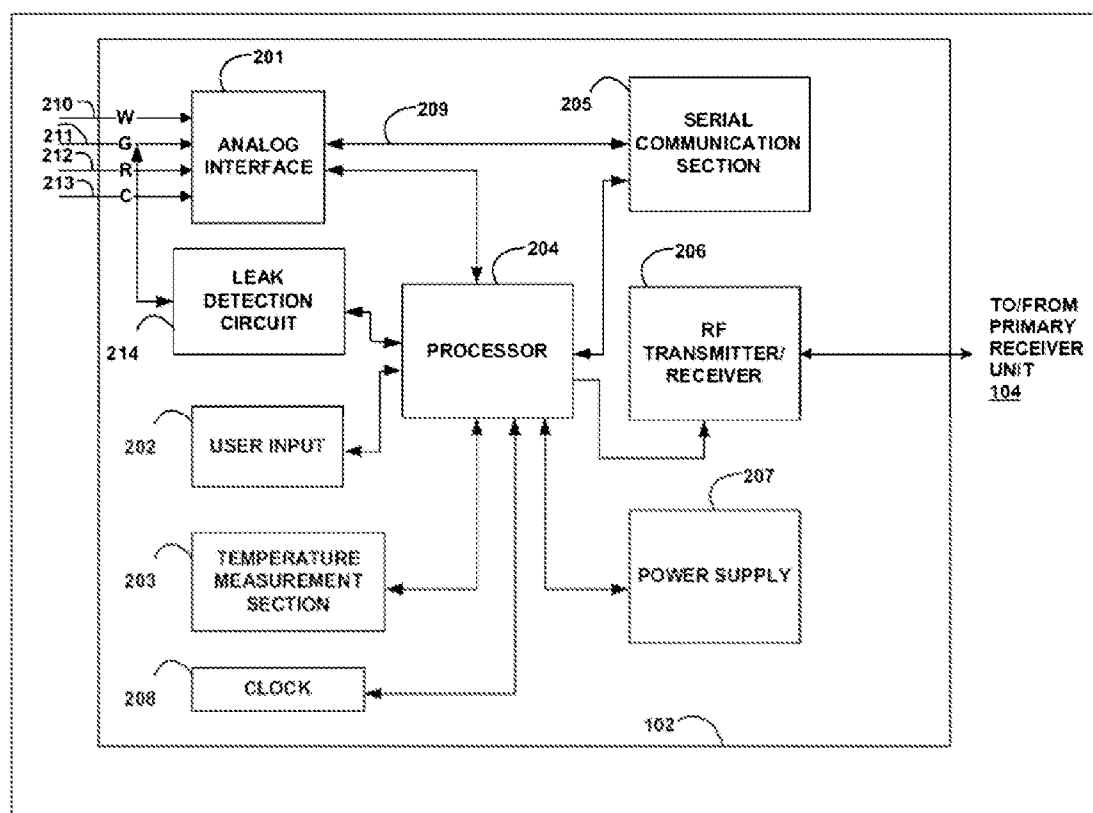 201
210
W
211
G
212
R
213
C
ANALOG
INTERFACE
209
205
SERIAL
COMMUNICATION
SECTION
LEAK
DETECTION
CIRCUIT
214
204
PROCESSOR
206
RF
TRANSMITTER/
RECEIVER
TO/FROM
PRIMARY
RECEIVER
UNIT
104
202
USER INPUT
207
POWER SUPPLY
203
TEMPERATURE
MEASUREMENT
SECTION
208
CLOCK
102